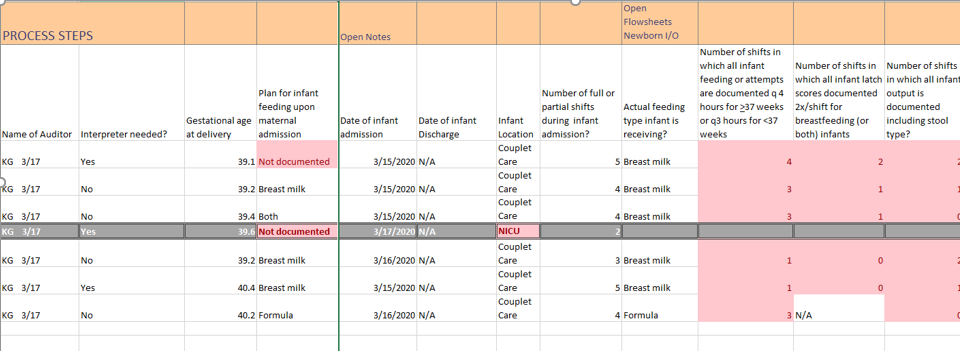 Open
Flowsheets
Newborn I/O
PROCESS STEPS
Open Notes
Name of Auditor
Interpreter needed?
Gestational age
at delivery
Plan for infant
feeding upon
maternal
admission
Date of infant
admission
Date of infant
Discharge
Infant
Location
Number of full or
partial shifts
during infant
admission?
Actual feeding
type infant is
receiving?
Number of shifts in
which all infant
feeding or attempts
are documented q 4
hours for ≥37 weeks
or q3 hours for <37
weeks
Number of shifts in
which all infant latch
scores documented
2x/shift for
breastfeeding (or
both) infants
Number of shifts
in which all infant
output is
documented
including stool
type?
KG 3/17 Yes 39.1 Not documented 3/15/2020 N/A Couplet Care 5 Breast milk 4 2 2
KG 3/17 No 39.2 Breast milk 3/15/2020 N/A Couplet Care 4 Breast milk 3 1 1
KG 3/17 No 39.4 Both 3/15/2020 N/A Couplet Care 4 Breast milk 3 1 0
KG 3/17 Yes 39.6 Not documented 3/17/2020 N/A NICU 2
KG 3/17 No 39.2 Breast milk 3/16/2020 N/A Couplet Care 3 Breast milk 1 0 2
KG 3/17 Yes 40.4 Breast milk 3/15/2020 N/A Couplet Care 5 Breast milk 1 0 1
KG 3/17 No 40.2 Formula 3/16/2020 N/A Couplet Care 4 Formula 3 N/A 0